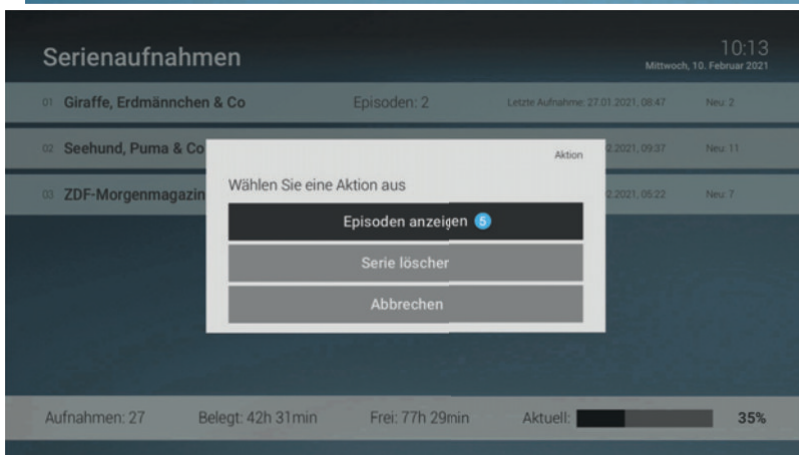 Serienaufnahmen
10:13
Mittwoch, 10. Februar 2021
01 Giraffe, Erdmännchen & Co Episoden: 2 Letzte Aufnahme: 27.01.2021, 08:47 Neu: 2
02 Seehund, Puma & Co 2.2021, 09:37 Neu: 11
03 ZDF-Morgenmagazin 2.2021, 05:22 Neu: 7
Aktion
Wählen Sie eine Aktion aus
Episoden anzeigen 5
Serie löscher
Abbrechen
Aufnahmen: 27 Belegt: 42h 31min Frei: 77h 29min Aktuell: 35%